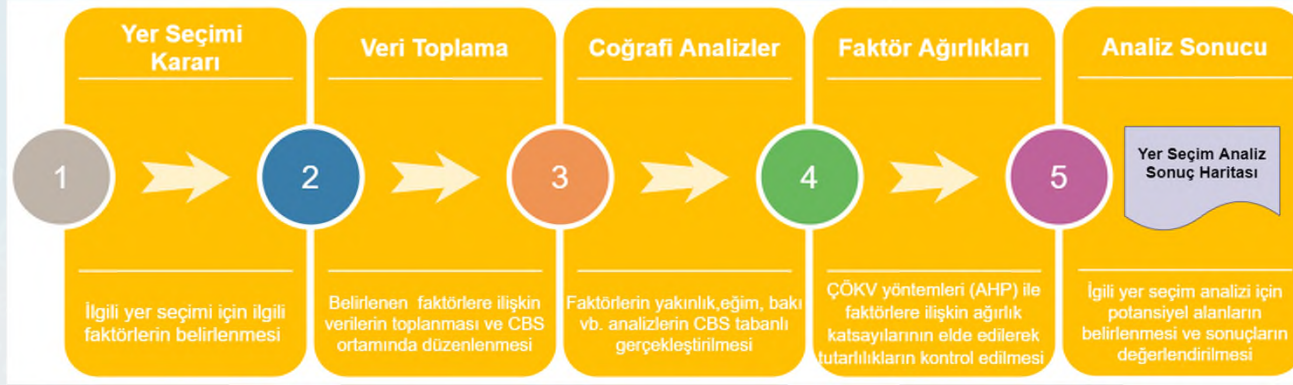 Yer Seçimi
Kararı
1
İlgili yer seçimi için ilgili
faktörlerin belirlenmesi
Veri Toplama
2
Belirlenen faktörlere ilişkin
verilerin toplanması ve CBS
ortamında düzenlenmesi
Coğrafi Analizler
3
Faktörlerin yakınlık,eğim, bakı
vb. analizlerin CBS tabanlı
gerçekleştirilmesi
Faktör Ağırlıkları
4
ÇÖKV yöntemleri (AHP) ile
faktörlere ilişkin ağırlık
katsayılarının elde edilerek
tutarlılıkların kontrol edilmesi
Analiz Sonucu
5
Yer Seçim Analiz
Sonuç Haritası
İgili yer seçim analizi için
potansiyel alanların
belirlenmesi ve sonuçların
değerlendirilmesi